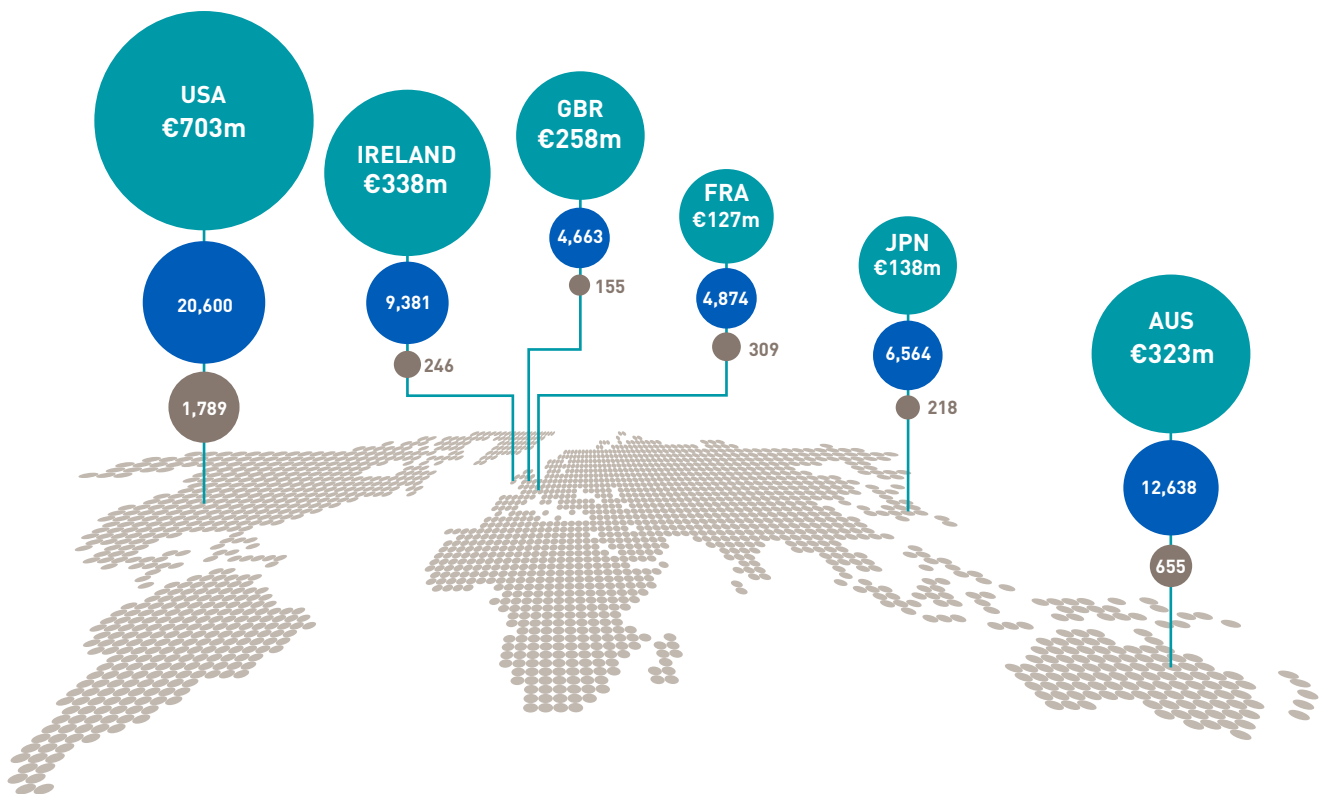 USA
€703m
20,600
1,789
IRELAND
€338m
9,381
246
GBR
€258m
4,663
155
FRA
€127m
4,874
309
JPN
€138m
6,564
218
AUS
€323m
12,638
655